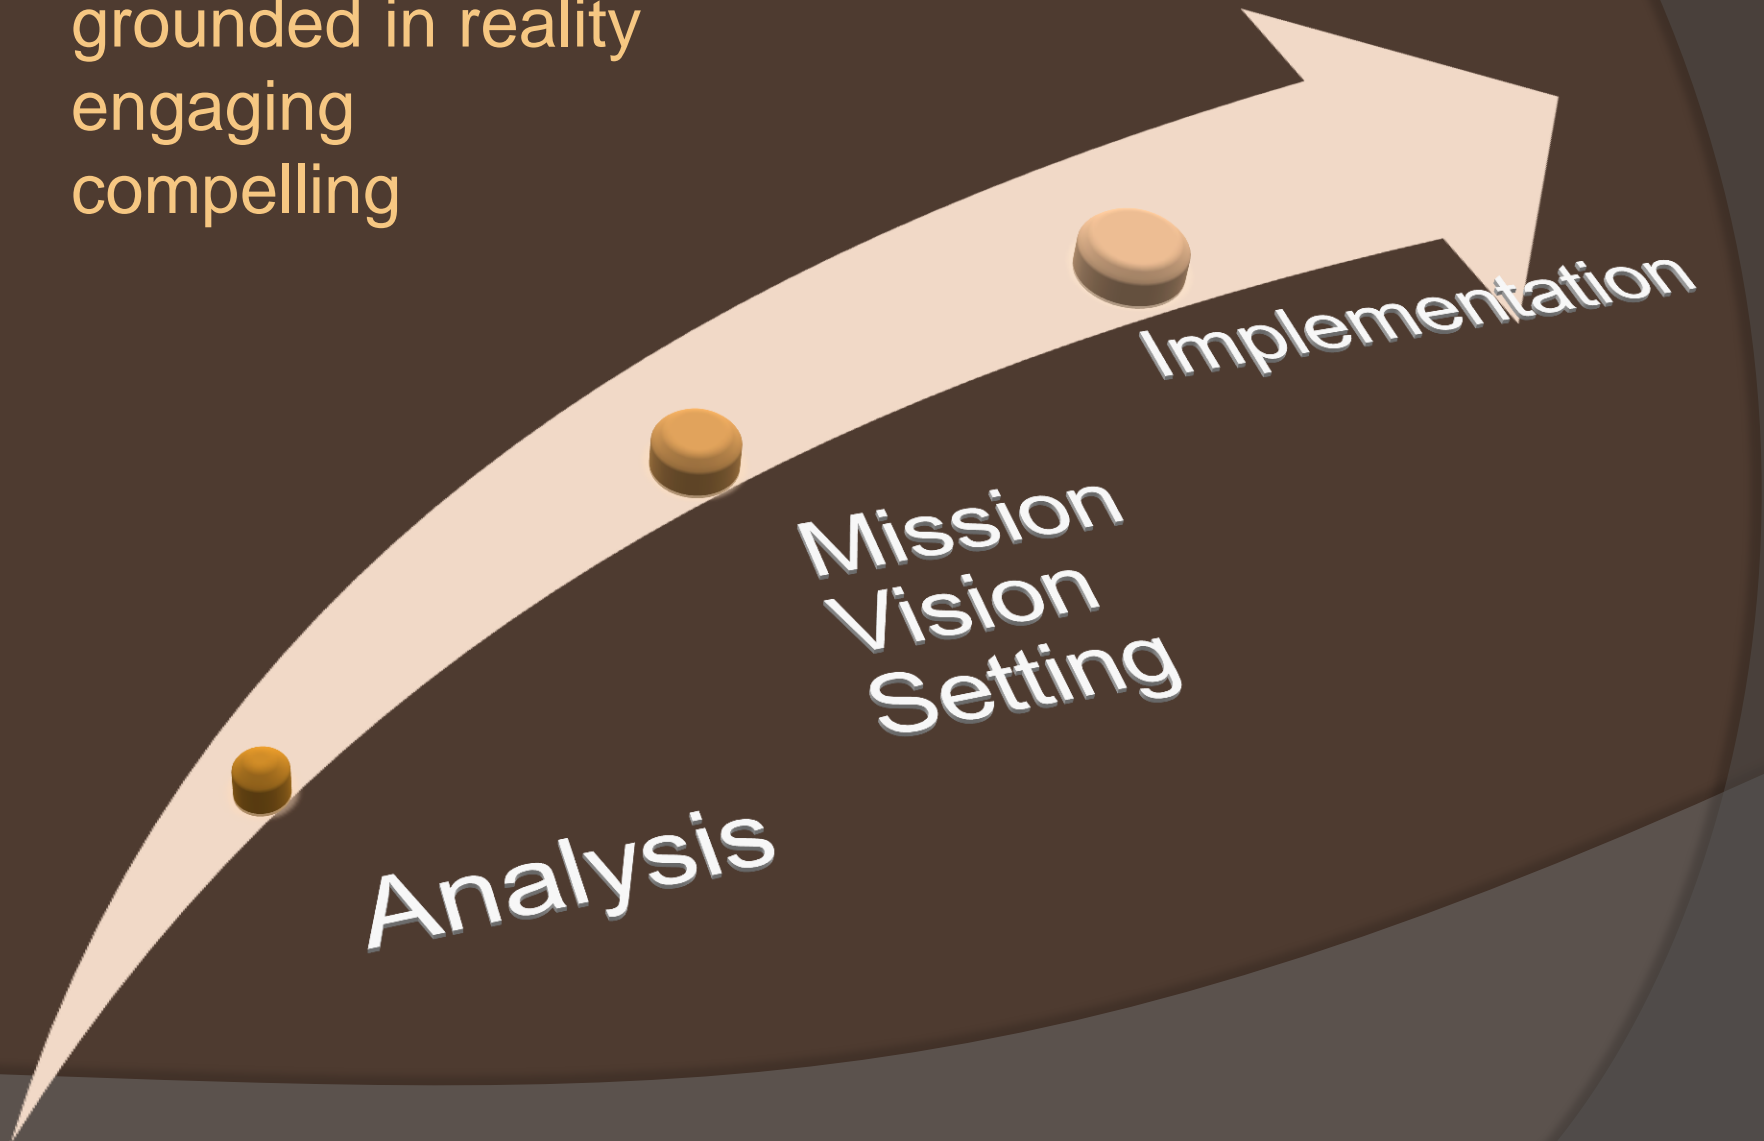 grounded in reality
engaging
compelling
Implementation
Mission
Vision
Setting
Analysis